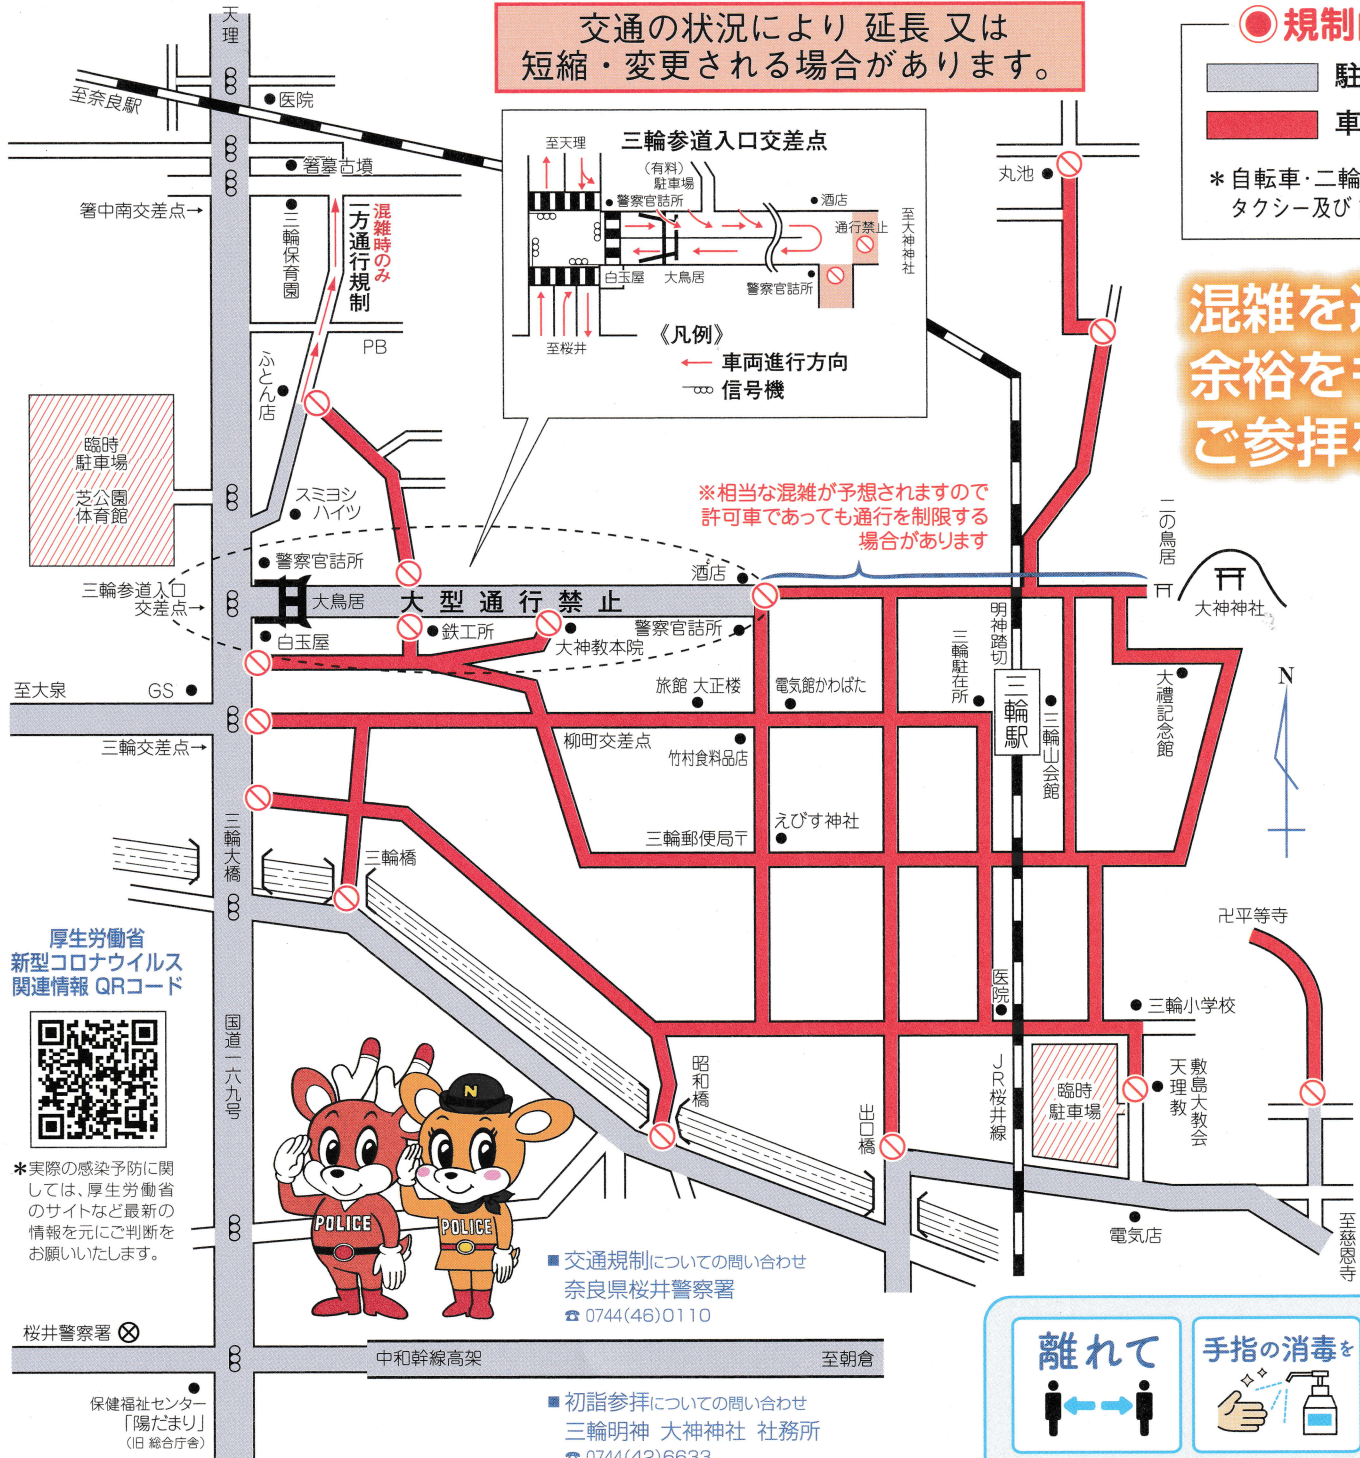 交通の状況により 延長 又は
短縮・変更される場合があります。
規制
駐
車
＊自転車・二輪
タクシー及び
混雑を
余裕を
ご参拝
天理
至奈良駅
医院
箸墓古墳
箸中南交差点→
三輪保育園
混雑時のみ
一方通行規制
PB
ふとん店
臨時
駐車場
芝公園
体育館
スミヨシ
ハイツ
三輪参道入口交差点
至天理
(有料)
駐車場
警察官詰所
酒店
通行禁止
至大神神社
白玉屋
大鳥居
警察官詰所
至桜井
《凡例》
車両進行方向
信号機
丸池
※相当な混雑が予想されますので
許可車であっても通行を制限する
場合があります
二の鳥居
大神神社
警察官詰所
三輪参道入口
交差点→
大鳥居
大型通行禁止
酒店
白玉屋
鉄工所
大神教本院
警察官詰所
明神踏切
三輪駐在所
三輪駅
三輪山会館
大禮記念館
N
至大泉
GS
旅館 大正楼
電気館かわばた
三輪交差点→
柳町交差点
竹村食料品店
三輪大橋
三輪橋
三輪郵便局〒
えびす神社
卍平等寺
厚生労働省
新型コロナウイルス
関連情報 QRコード
国道一六九号
医院
三輪小学校
昭和橋
出口橋
JR桜井線
臨時
駐車場
天理教
敷島大教会
＊実際の感染予防に関
しては、厚生労働省
のサイトなど最新の
情報を元にご判断を
お願いいたします。
N
POLICE
POLICE
電気店
至慈恩寺
■ 交通規制についての問い合わせ
奈良県桜井警察署
☎ 0744(46)0110
桜井警察署
中和幹線高架
至朝倉
保健福祉センター
「陽だまり」
(旧 総合庁舎)
■ 初詣参拝についての問い合わせ
三輪明神 大神神社 社務所
☎ 0744(42)6633
離れて
手指の消毒を